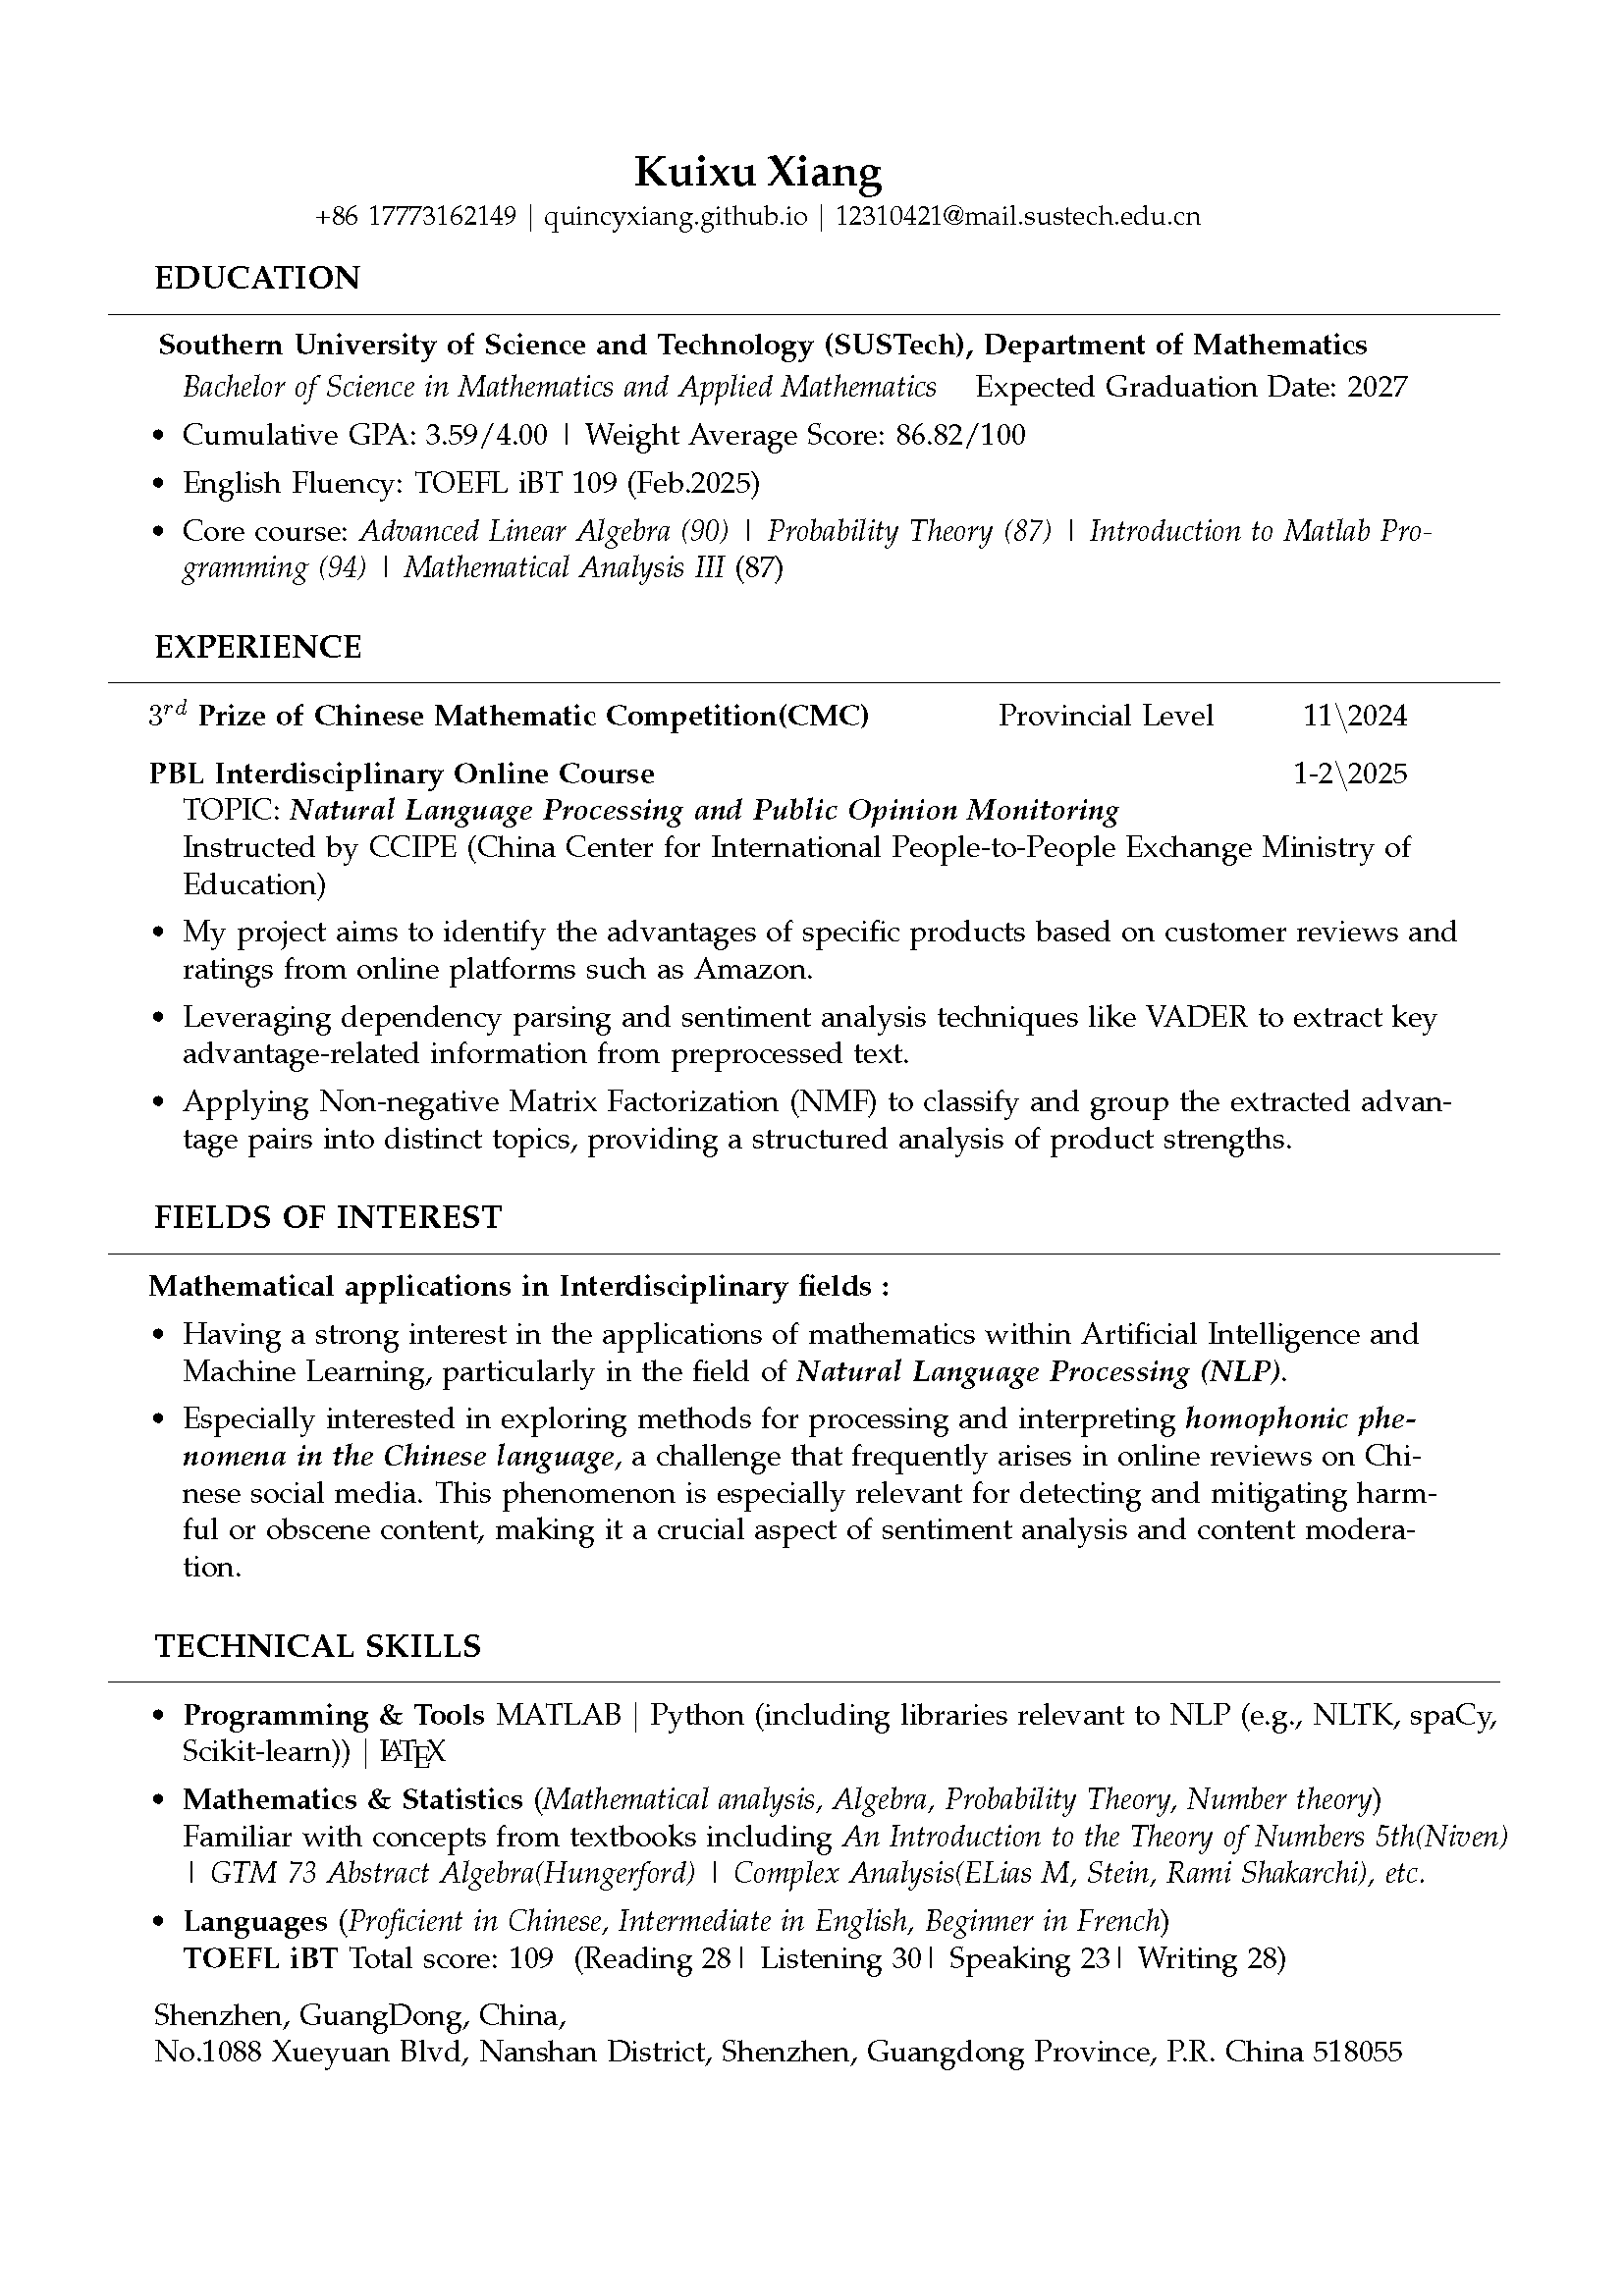 Kuixu Xiang
+86 17773162149 | quincyxiang.github.io | 12310421@mail.sustech.edu.cn
EDUCATION
Southern University of Science and Technology (SUSTech), Department of Mathematics
Bachelor of Science in Mathematics and Applied Mathematics Expected Graduation Date: 2027
• Cumulative GPA: 3.59/4.00 | Weight Average Score: 86.82/100
• English Fluency: TOEFL iBT 109 (Feb.2025)
• Core course: Advanced Linear Algebra (90) | Probability Theory (87) | Introduction to Matlab Pro-
gramming (94) | Mathematical Analysis III (87)
EXPERIENCE
3rd Prize of Chinese Mathematic Competition(CMC) Provincial Level 11\2024
PBL Interdisciplinary Online Course 1-2\2025
TOPIC: Natural Language Processing and Public Opinion Monitoring
Instructed by CCIPE (China Center for International People-to-People Exchange Ministry of
Education)
• My project aims to identify the advantages of specific products based on customer reviews and
ratings from online platforms such as Amazon.
• Leveraging dependency parsing and sentiment analysis techniques like VADER to extract key
advantage-related information from preprocessed text.
• Applying Non-negative Matrix Factorization (NMF) to classify and group the extracted advan-
tage pairs into distinct topics, providing a structured analysis of product strengths.
FIELDS OF INTEREST
Mathematical applications in Interdisciplinary fields :
• Having a strong interest in the applications of mathematics within Artificial Intelligence and
Machine Learning, particularly in the field of Natural Language Processing (NLP).
• Especially interested in exploring methods for processing and interpreting homophonic phe-
nomena in the Chinese language, a challenge that frequently arises in online reviews on Chi-
nese social media. This phenomenon is especially relevant for detecting and mitigating harm-
ful or obscene content, making it a crucial aspect of sentiment analysis and content modera-
tion.
TECHNICAL SKILLS
• Programming & Tools MATLAB | Python (including libraries relevant to NLP (e.g., NLTK, spaCy,
Scikit-learn)) | LATEX
• Mathematics & Statistics (Mathematical analysis, Algebra, Probability Theory, Number theory)
Familiar with concepts from textbooks including An Introduction to the Theory of Numbers 5th(Niven)
| GTM 73 Abstract Algebra(Hungerford) | Complex Analysis(ELias M, Stein, Rami Shakarchi), etc.
• Languages (Proficient in Chinese, Intermediate in English, Beginner in French)
TOEFL iBT Total score: 109 (Reading 28| Listening 30| Speaking 23| Writing 28)
Shenzhen, GuangDong, China,
No.1088 Xueyuan Blvd, Nanshan District, Shenzhen, Guangdong Province, P.R. China 518055